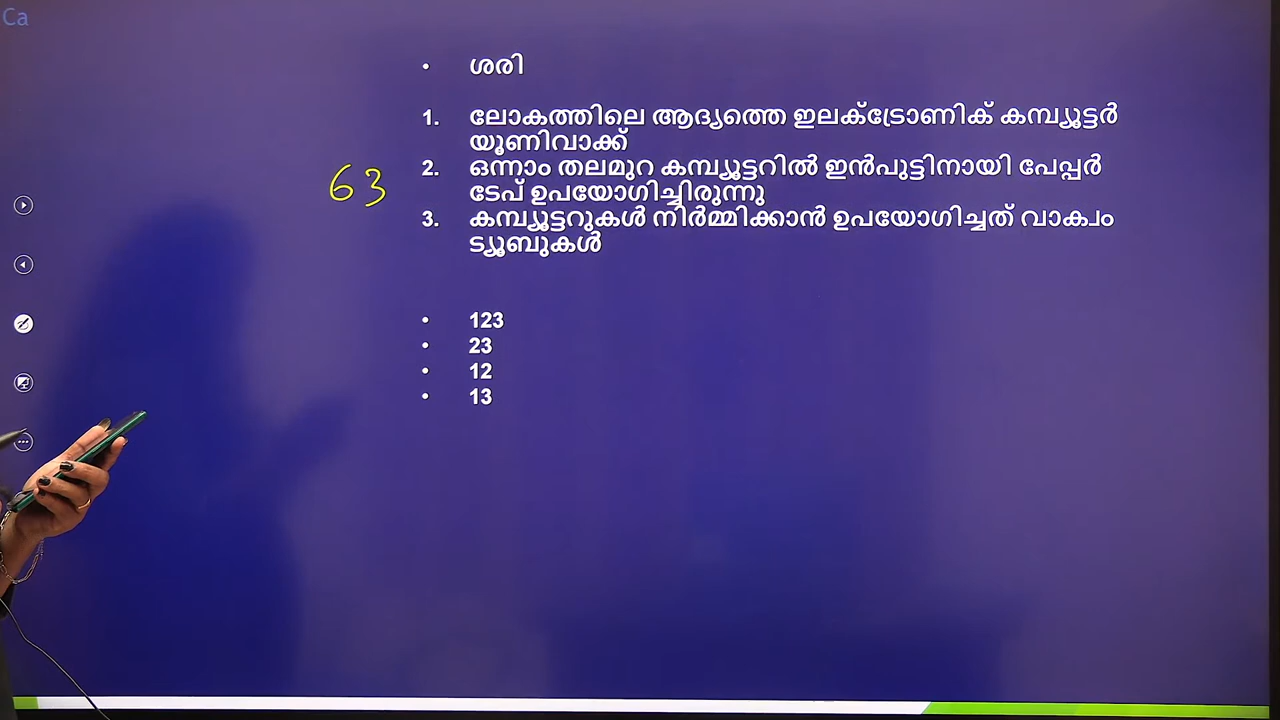 Ca
• ശരി
1. ലോകത്തിലെ ആദ്യത്തെ ഇലക്ട്രോണിക് കമ്പ്യൂട്ടർ
യൂണിവാക്ക്
63
2. ഒന്നാം തലമുറ കമ്പ്യൂട്ടറിൽ ഇൻപുട്ടിനായി പേപ്പർ
ടേപ് ഉപയോഗിച്ചിരുന്നു
3. കമ്പ്യൂട്ടറുകൾ നിർമ്മിക്കാൻ ഉപയോഗിച്ചത് വാക്വം
ട്യൂബുകൾ
• 123
• 23
• 12
• 13